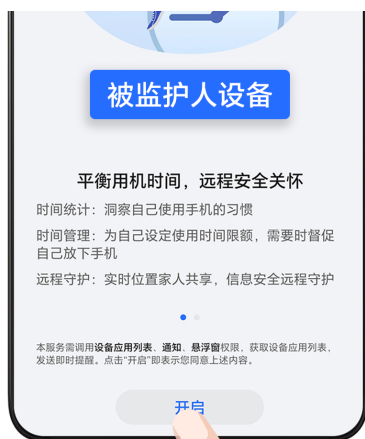 被监护人设备
平衡用机时间，远程安全关怀
时间统计：洞察自己使用手机的习惯
时间管理：为自己设定使用时间限额，需要时督促
自己放下手机
远程守护：实时位置家人共享，信息安全远程守护
本服务需调用设备应用列表、通知、悬浮窗权限，获取设备应用列表，
发送即时提醒。点击“开启”即表示您同意上述内容。
开启